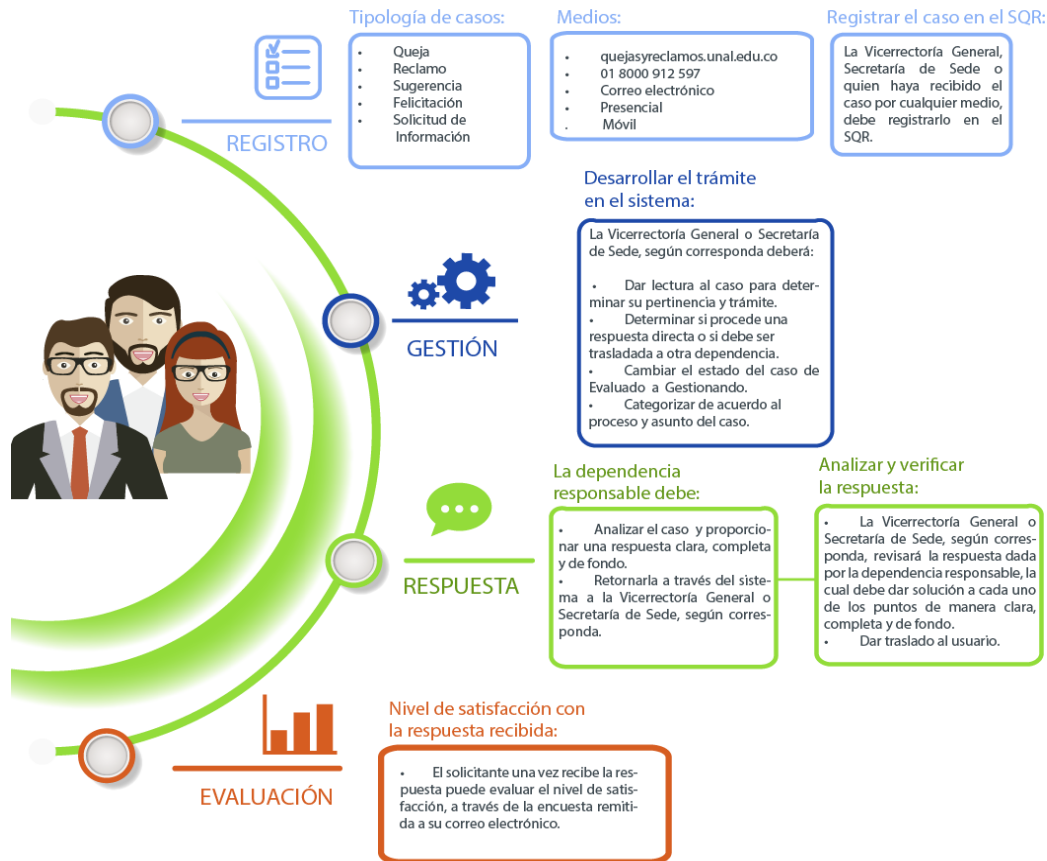 Tipología de casos:
• Queja
• Reclamo
• Sugerencia
• Felicitación
• Solicitud de
Información
Medios:
• quejasyreclamos.unal.edu.co
• 01 8000 912 597
• Correo electrónico
• Presencial
. Móvil
Registrar el caso en el SQR:
La Vicerrectoría General,
Secretaría de Sede o
quien haya recibido el
caso por cualquier medio,
debe registrarlo en el
SQR.
REGISTRO
Desarrollar el trámite
en el sistema:
La Vicerrectoría General o Secretaría
de Sede, según corresponda deberá:
• Dar lectura al caso para deter-
minar su pertinencia y trámite.
• Determinar si procede una
respuesta directa o si debe ser
trasladada a otra dependencia.
• Cambiar el estado del caso de
Evaluado a Gestionando.
• Categorizar de acuerdo al
proceso y asunto del caso.
GESTIÓN
La dependencia
responsable debe:
• Analizar el caso y proporcio-
nar una respuesta clara, completa
y de fondo.
• Retornarla a través del siste-
ma a la Vicerrectoría General o
Secretaría de Sede, según corres-
ponda.
Analizar y verificar
la respuesta:
• La Vicerrectoría General o
Secretaría de Sede, según corres-
ponda, revisará la respuesta dada
por la dependencia responsable, la
cual debe dar solución a cada uno
de los puntos de manera clara,
completa y de fondo.
• Dar traslado al usuario.
RESPUESTA
Nivel de satisfacción con
la respuesta recibida:
• El solicitante una vez recibe la res-
puesta puede evaluar el nivel de satis-
facción, a través de la encuesta remiti-
da a su correo electrónico.
EVALUACIÓN